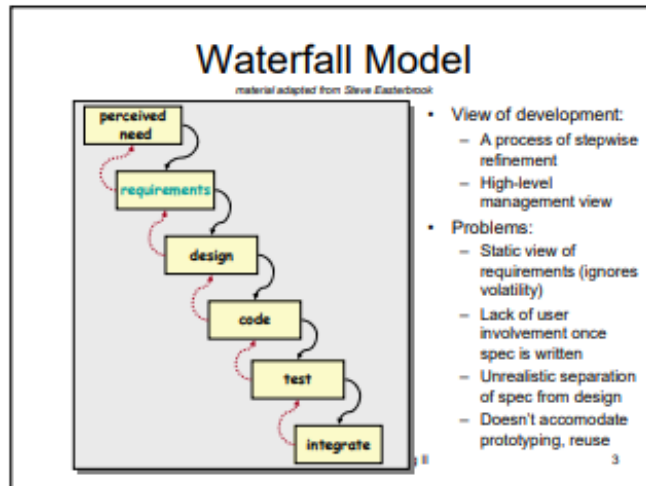 Waterfall Model
material adapted from Steve Easterbrook
perceived
need
requirements
design
code
test
integrate
• View of development:
– A process of stepwise
refinement
– High-level
management view
• Problems:
– Static view of
requirements (ignores
volatility)
– Lack of user
involvement once
spec is written
– Unrealistic separation
of spec from design
– Doesn't accomodate
prototyping, reuse
g II
3